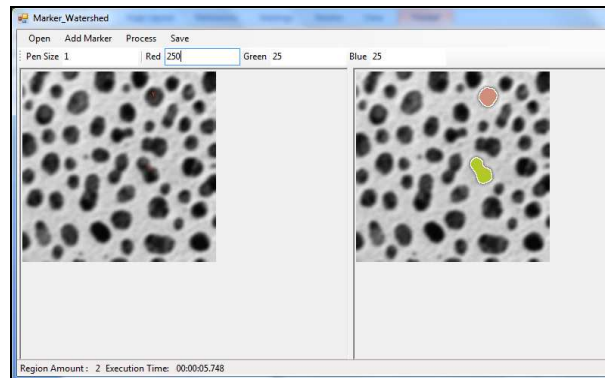 Marker_Watershed
Open Add Marker Process Save
Pen Size 1 Red 250 Green 25 Blue 25
Region Amount : 2 Execution Time: 00:00:05.748